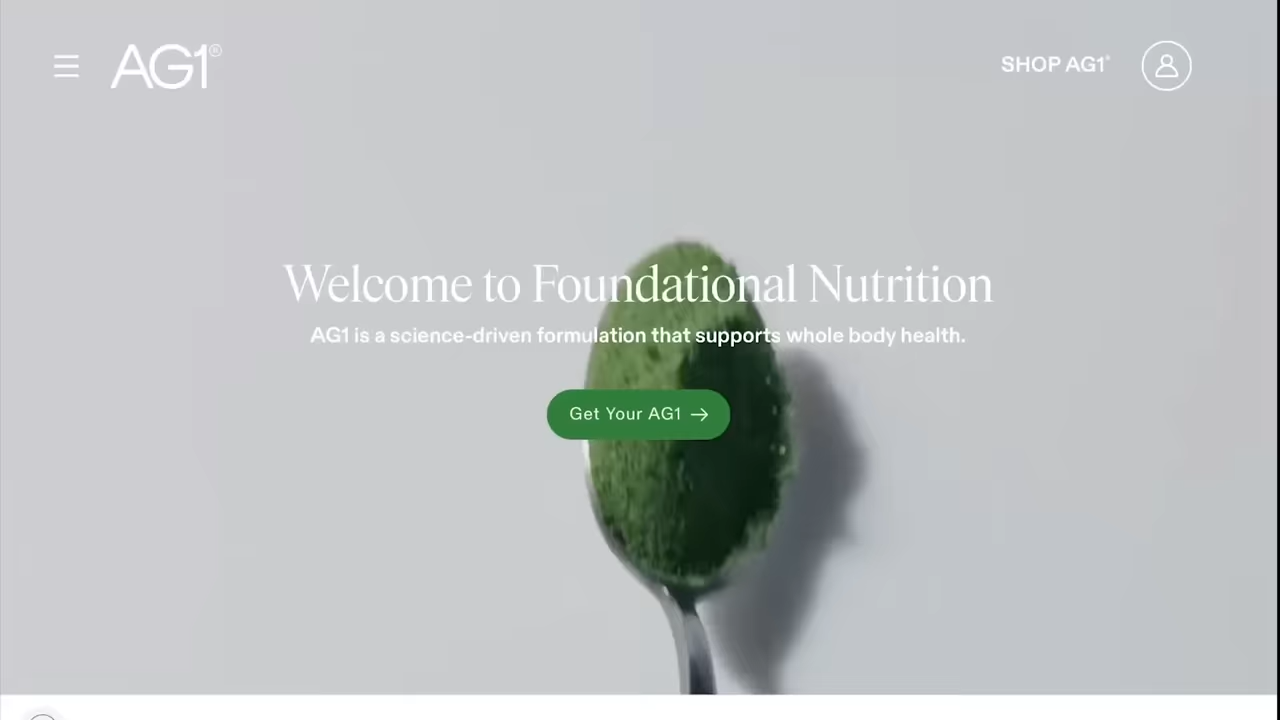 AG1®
SHOP AG1®
Welcome to Foundational Nutrition
AG1 is a science-driven formulation that supports whole body health.
Get Your AG1 →